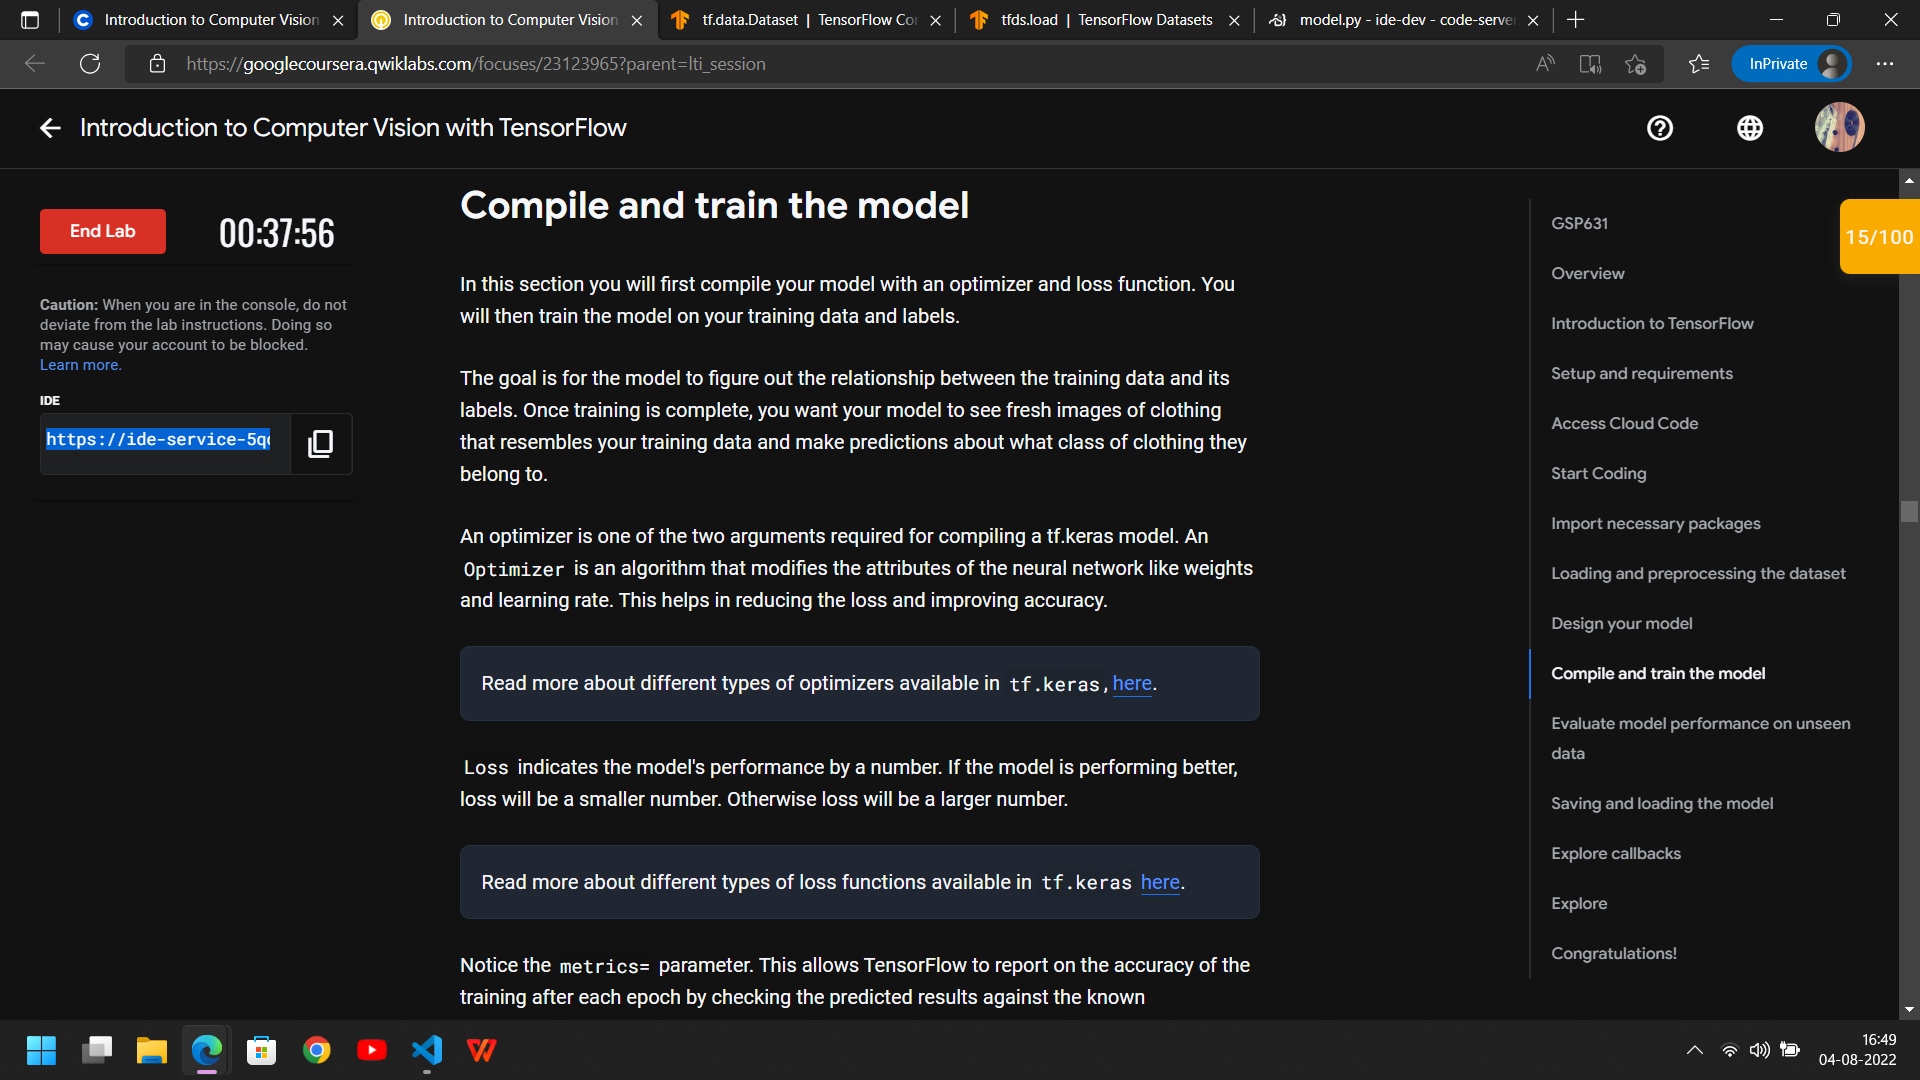 Introduction to Computer Vision
Introduction to Computer Vision
tf.data.Dataset | TensorFlow Co
tfds.load | TensorFlow Datasets
model.py - ide-dev - code-serve
https://googlecoursera.qwiklabs.com/focuses/23123965?parent=lti_session
InPrivate
Introduction to Computer Vision with TensorFlow
End Lab
00:37:56
Caution: When you are in the console, do not
deviate from the lab instructions. Doing so
may cause your account to be blocked.
Learn more.
IDE
https://ide-service-5q
Compile and train the model
In this section you will first compile your model with an optimizer and loss function. You
will then train the model on your training data and labels.
The goal is for the model to figure out the relationship between the training data and its
labels. Once training is complete, you want your model to see fresh images of clothing
that resembles your training data and make predictions about what class of clothing they
belong to.
An optimizer is one of the two arguments required for compiling a tf.keras model. An
Optimizer is an algorithm that modifies the attributes of the neural network like weights
and learning rate. This helps in reducing the loss and improving accuracy.
Read more about different types of optimizers available in tf.keras, here.
Loss indicates the model's performance by a number. If the model is performing better,
loss will be a smaller number. Otherwise loss will be a larger number.
Read more about different types of loss functions available in tf.keras here.
Notice the metrics= parameter. This allows TensorFlow to report on the accuracy of the
training after each epoch by checking the predicted results against the known
GSP631
Overview
Introduction to TensorFlow
Setup and requirements
Access Cloud Code
Start Coding
Import necessary packages
Loading and preprocessing the dataset
Design your model
Compile and train the model
Evaluate model performance on unseen
data
Saving and loading the model
Explore callbacks
Explore
Congratulations!
15/100
16:49
04-08-2022